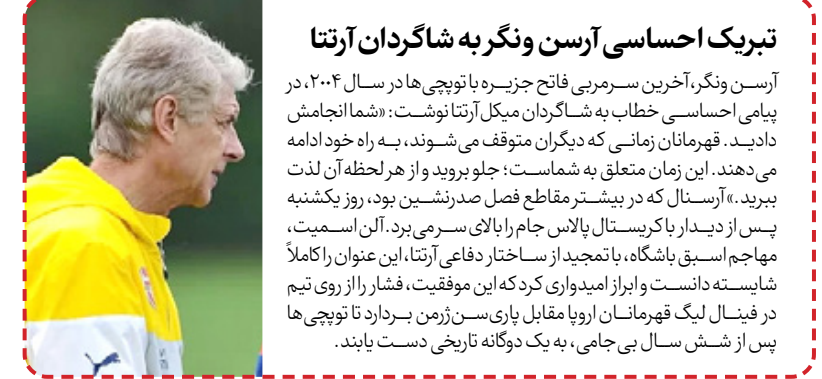 تبریک احساسی آرسن ونگر به شاگردان آرتتا
آرسن ونگر، آخرین سرمربی فاتح جزیره با توپچی‌ها در سال ۲۰۰۴، در
پیامی احساسی خطاب به شاگردان میکل آرتتا نوشت: «شما انجامش
دادید. قهرمانان زمانی که دیگران متوقف می‌شوند، به راه خود ادامه
می‌دهند. این زمان متعلق به شماست؛ جلو بروید و از هر لحظه آن لذت
ببرید.» آرسنال که در بیشتر مقاطع فصل صدرنشین بود، روز یکشنبه
پس از دیدار با کریستال پالاس جام را بالای سر می‌برد. آلن اسمیت،
مهاجم اسبق باشگاه، با تمجید از ساختار دفاعی آرتتا، این عنوان را کاملاً
شایسته دانست و ابراز امیدواری کرد که این موفقیت، فشار را از روی تیم
در فینال لیگ قهرمانان اروپا مقابل پاری‌سن‌ژرمن بردارد تا توپچی‌ها
پس از شش سال بی‌جامی، به یک دوگانه تاریخی دست یابند.